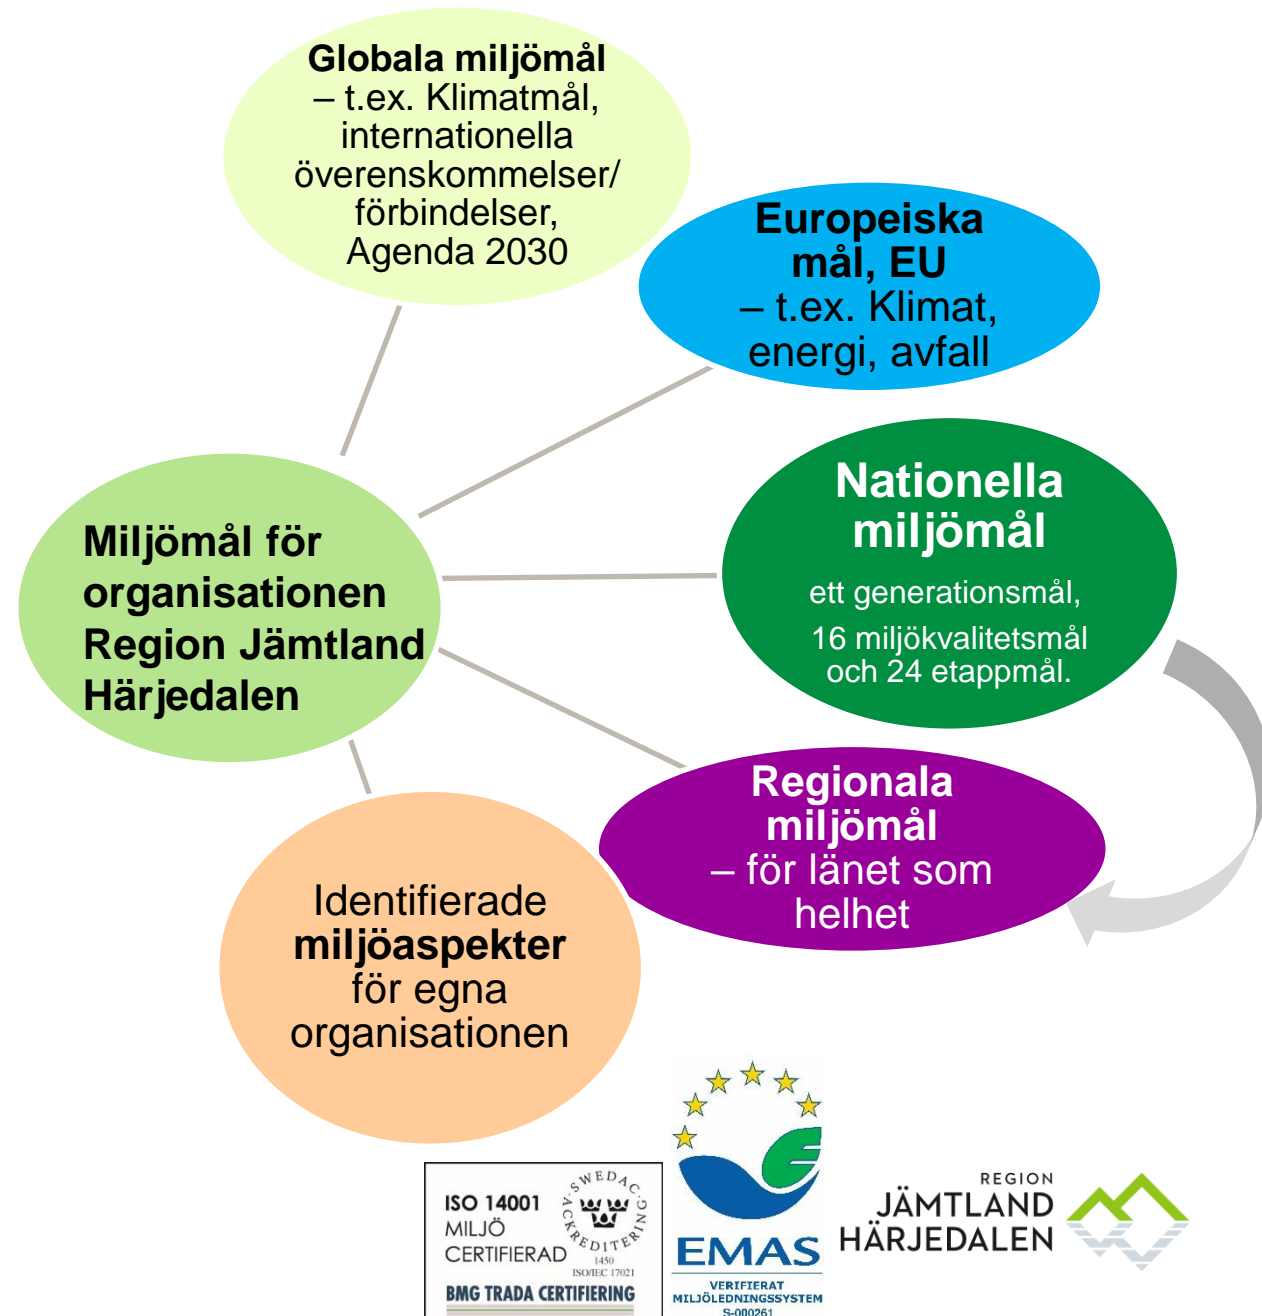 Globala miljömål
– t.ex. Klimatmål,
internationella
överenskommelser/
förbindelser,
Agenda 2030
Europeiska
mål, EU
– t.ex. Klimat,
energi, avfall
Nationella
miljömål
ett generationsmål,
16 miljökvalitetsmål
och 24 etappmål.
Miljömål för
organisationen
Region Jämtland
Härjedalen
Regionala
miljömål
– för länet som
helhet
Identifierade
miljöaspekter
för egna
organisationen
ISO 14001
MILJÖ
CERTIFIERAD
SWEDAC
ACKREDITERING
1450
ISO/IEC 17021
BMG TRADA CERTIFIERING
EMAS
VERIFIERAT
MILJÖLEDNINGSSYSTEM
S-000261
REGION
JÄMTLAND
HÄRJEDALEN